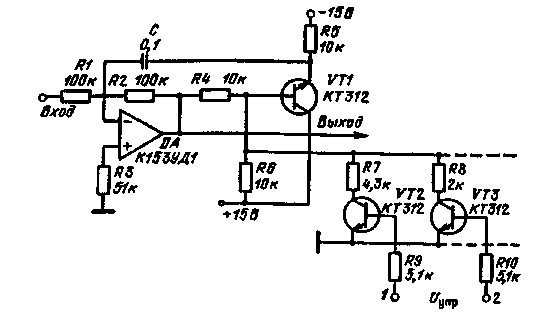 -15в
C
0,1
R5
10к
R1
100к
R2
100к
R4
10к
VT1
КТ312
Вход
Выход
-
+
DA
К153УД1
R3
51к
R6
10к
+15в
R7
4,3к
R8
2к
VT2
КТ312
VT3
КТ312
R9
5,1к
R10
5,1к
1
Uупр
2